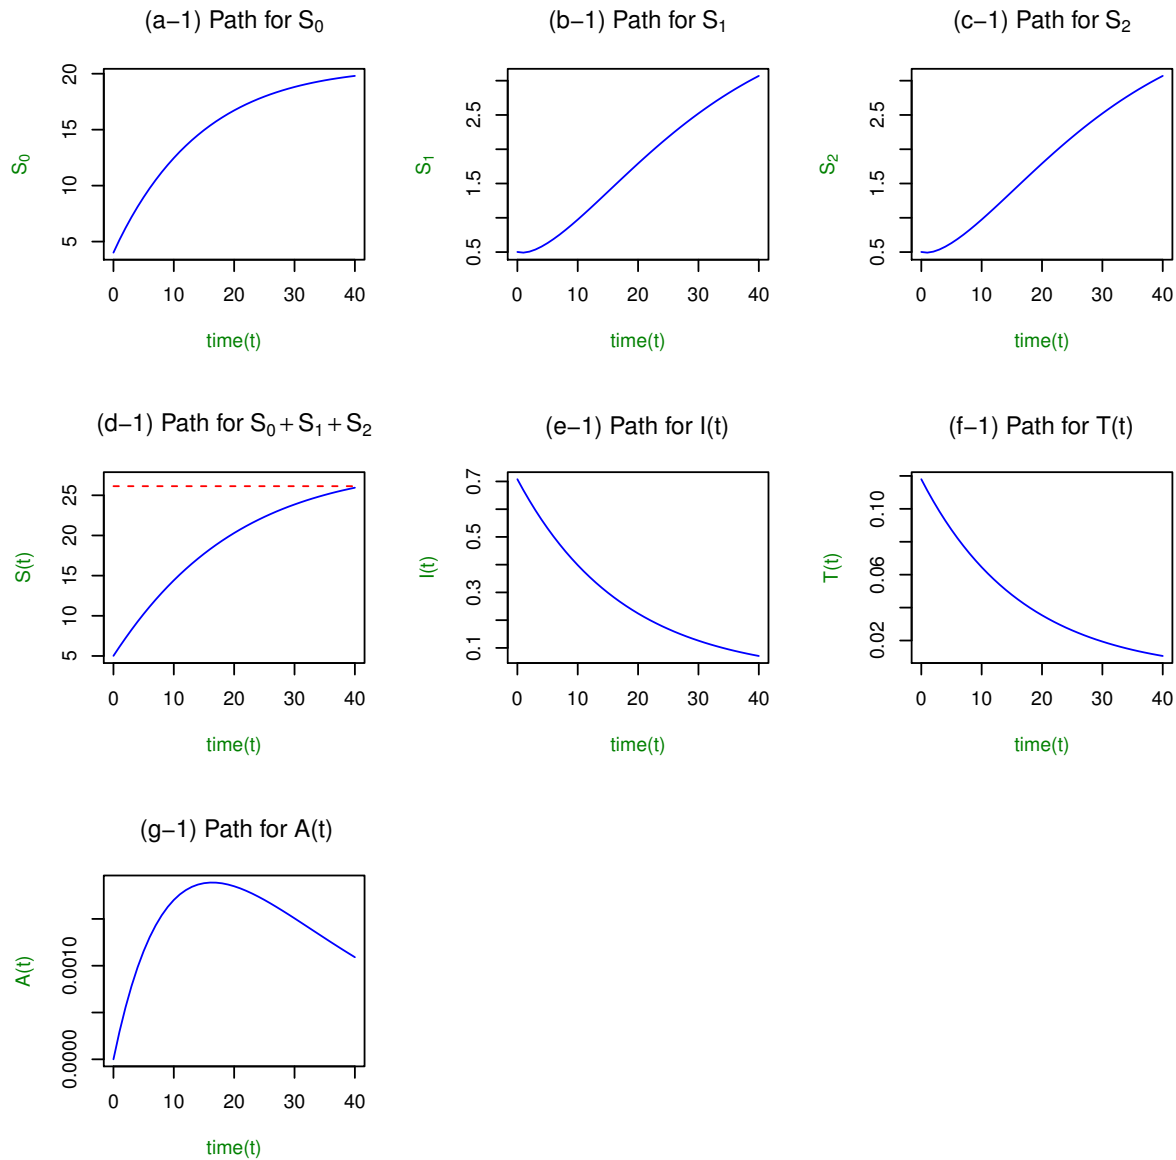 (a−1) Path for S₀
S₀
5 10 15 20
0 10 20 30 40
time(t)
(b−1) Path for S₁
S₁
0.5 1.5 2.5
0 10 20 30 40
time(t)
(c−1) Path for S₂
S₂
0.5 1.5 2.5
0 10 20 30 40
time(t)
(d−1) Path for S₀+S₁+S₂
S(t)
5 10 15 20 25
0 10 20 30 40
time(t)
(e−1) Path for I(t)
I(t)
0.1 0.3 0.5 0.7
0 10 20 30 40
time(t)
(f−1) Path for T(t)
T(t)
0.02 0.06 0.10
0 10 20 30 40
time(t)
(g−1) Path for A(t)
A(t)
0.0000 0.0010
0 10 20 30 40
time(t)